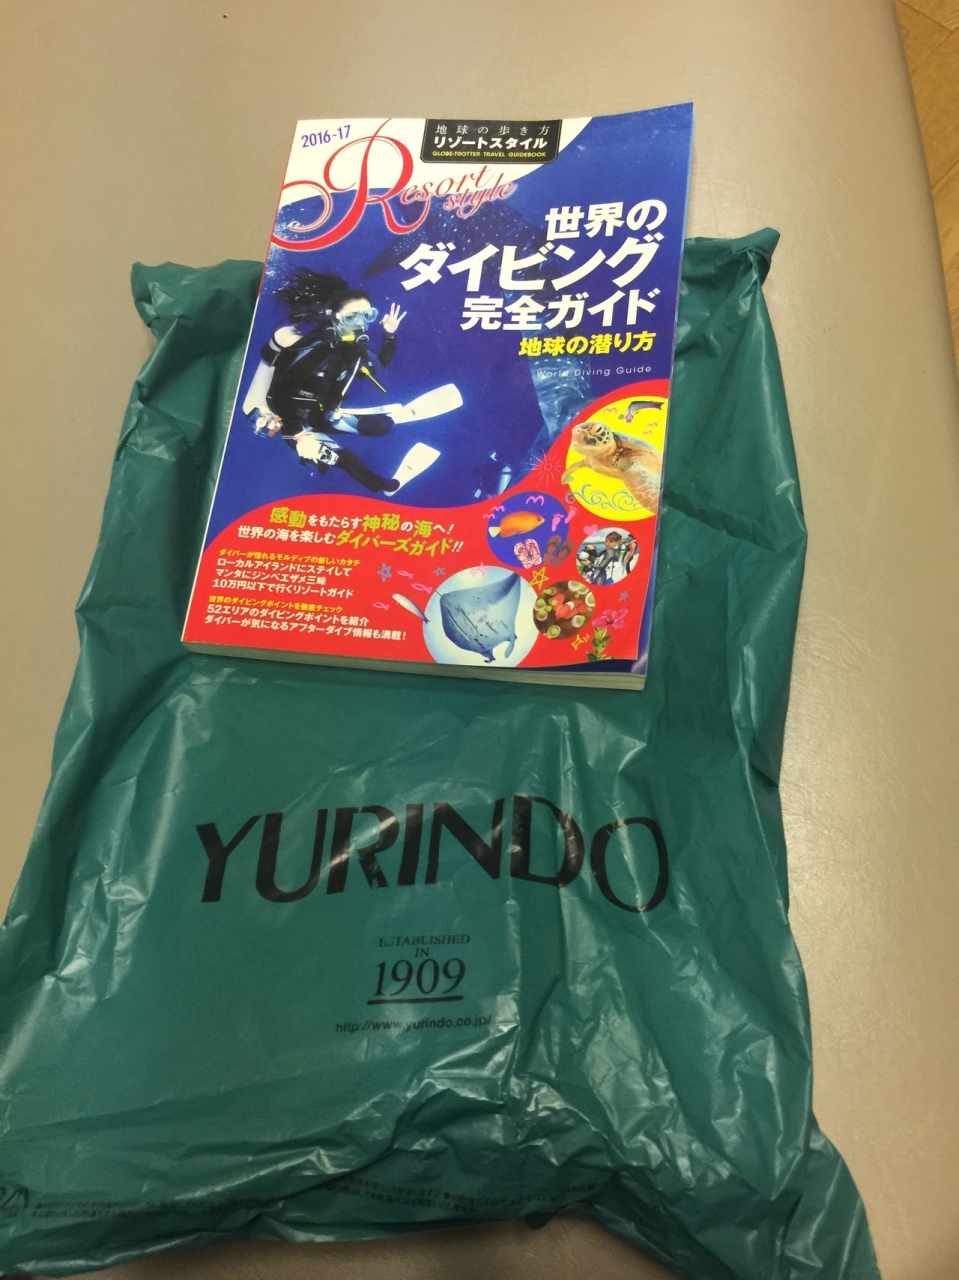 2016-17
地球の歩き方
リゾートスタイル
GLOBE-TROTTER TRAVEL GUIDEBOOK
Resort
style
世界の
ダイビング
完全ガイド
地球の潜り方
World Diving Guide
感動をもたらす神秘の海へ!
世界の海を楽しむダイバーズガイド!!
ダイバーが憧れるモルディブの新しいカタチ
ローカルアイランドにステイして
マンタにジンベエザメ三昧
10万円以下で行くリゾートガイド
世界のダイビングポイントを徹底チェック
52エリアのダイビングポイントを紹介
ダイバーが気になるアフターダイブ情報も満載!
YURINDO
ESTABLISHED
IN
1909
http://www.yurindo.co.jp/